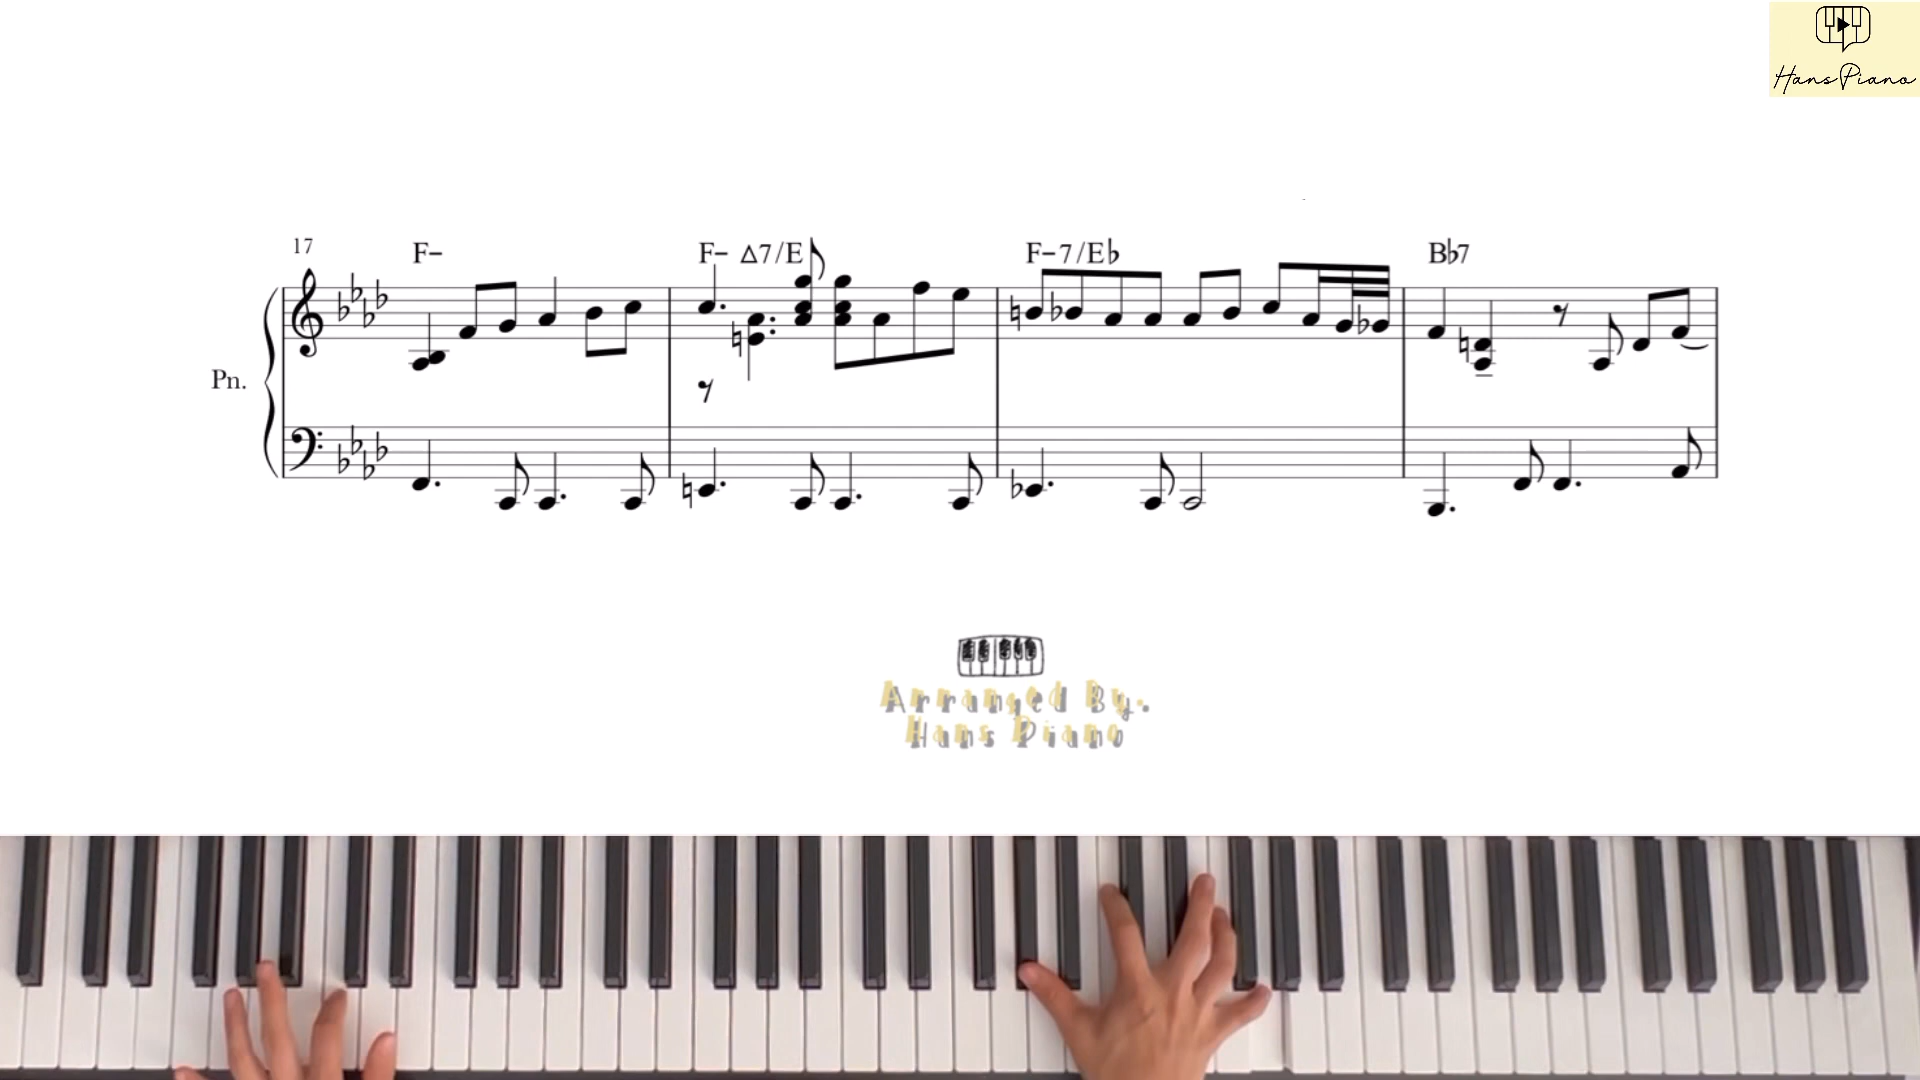 Hans Piano
17
F– F– Δ7/E F–7/E♭ B♭7
Pn.
Arranged By.
Hans Piano